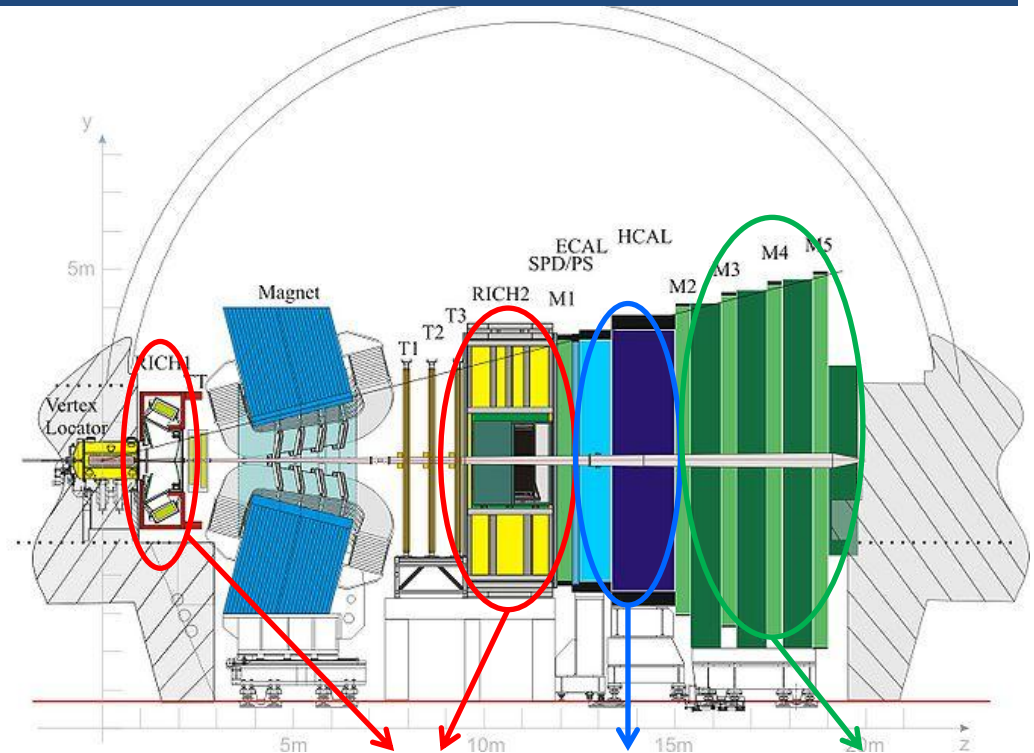 y
5m
Magnet
RICH1
TT
Vertex
Locator
T1
T2
T3
RICH2
SPD/PS
ECAL
HCAL
M1
M2
M3
M4
M5
5m
10m
15m
20m
z